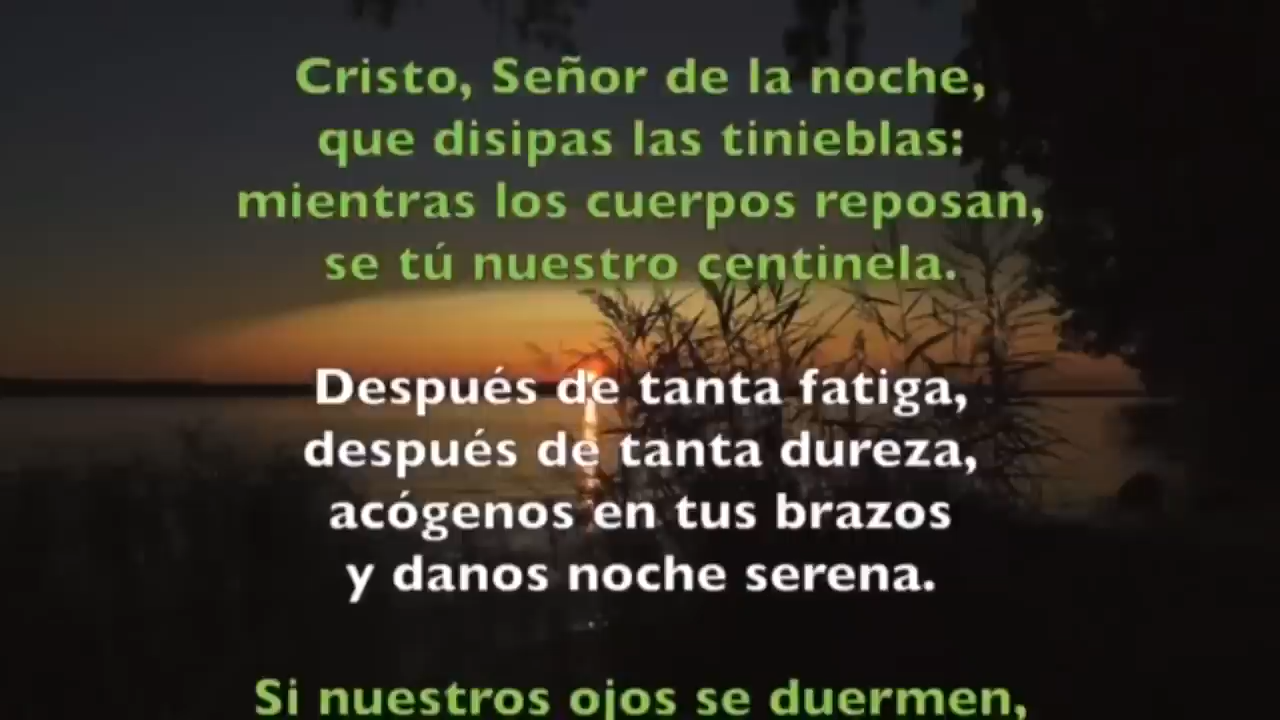 Cristo, Señor de la noche,
que disipas las tinieblas:
mientras los cuerpos reposan,
se tú nuestro centinela.
Después de tanta fatiga,
después de tanta dureza,
acógenos en tus brazos
y danos noche serena.
Si nuestros ojos se duermen,